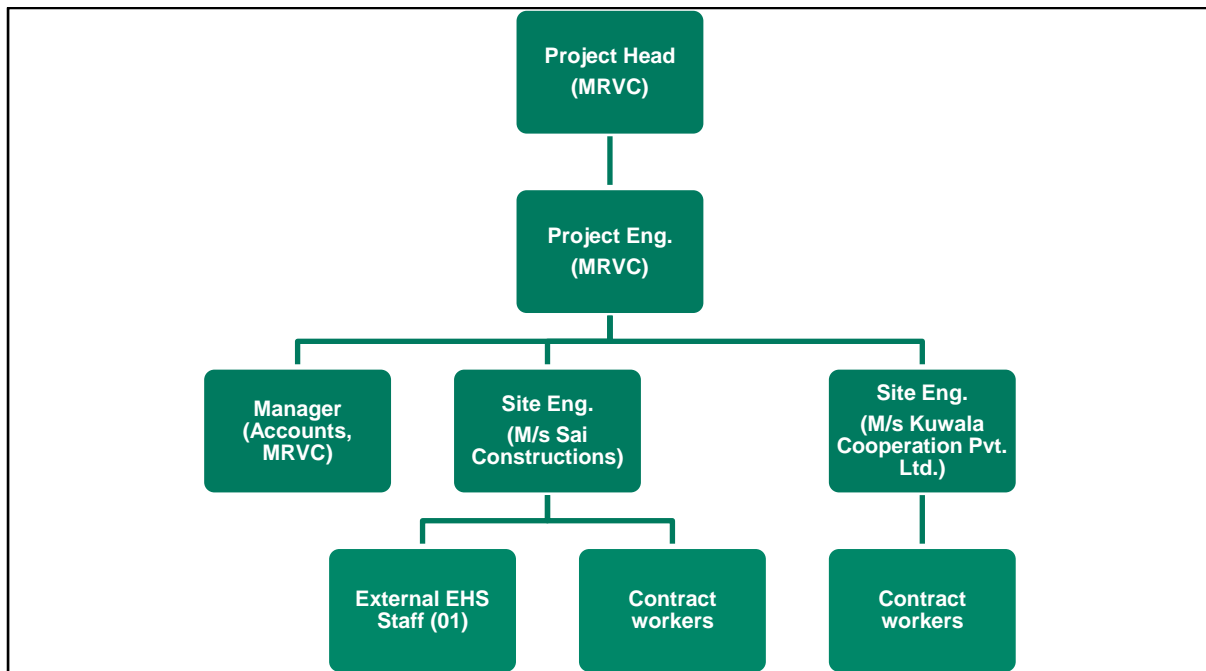 Project Head
(MRVC)
Project Eng.
(MRVC)
Manager
(Accounts,
MRVC)
Site Eng.
(M/s Sai
Constructions)
Site Eng.
(M/s Kuwala
Cooperation Pvt.
Ltd.)
External EHS
Staff (01)
Contract
workers
Contract
workers